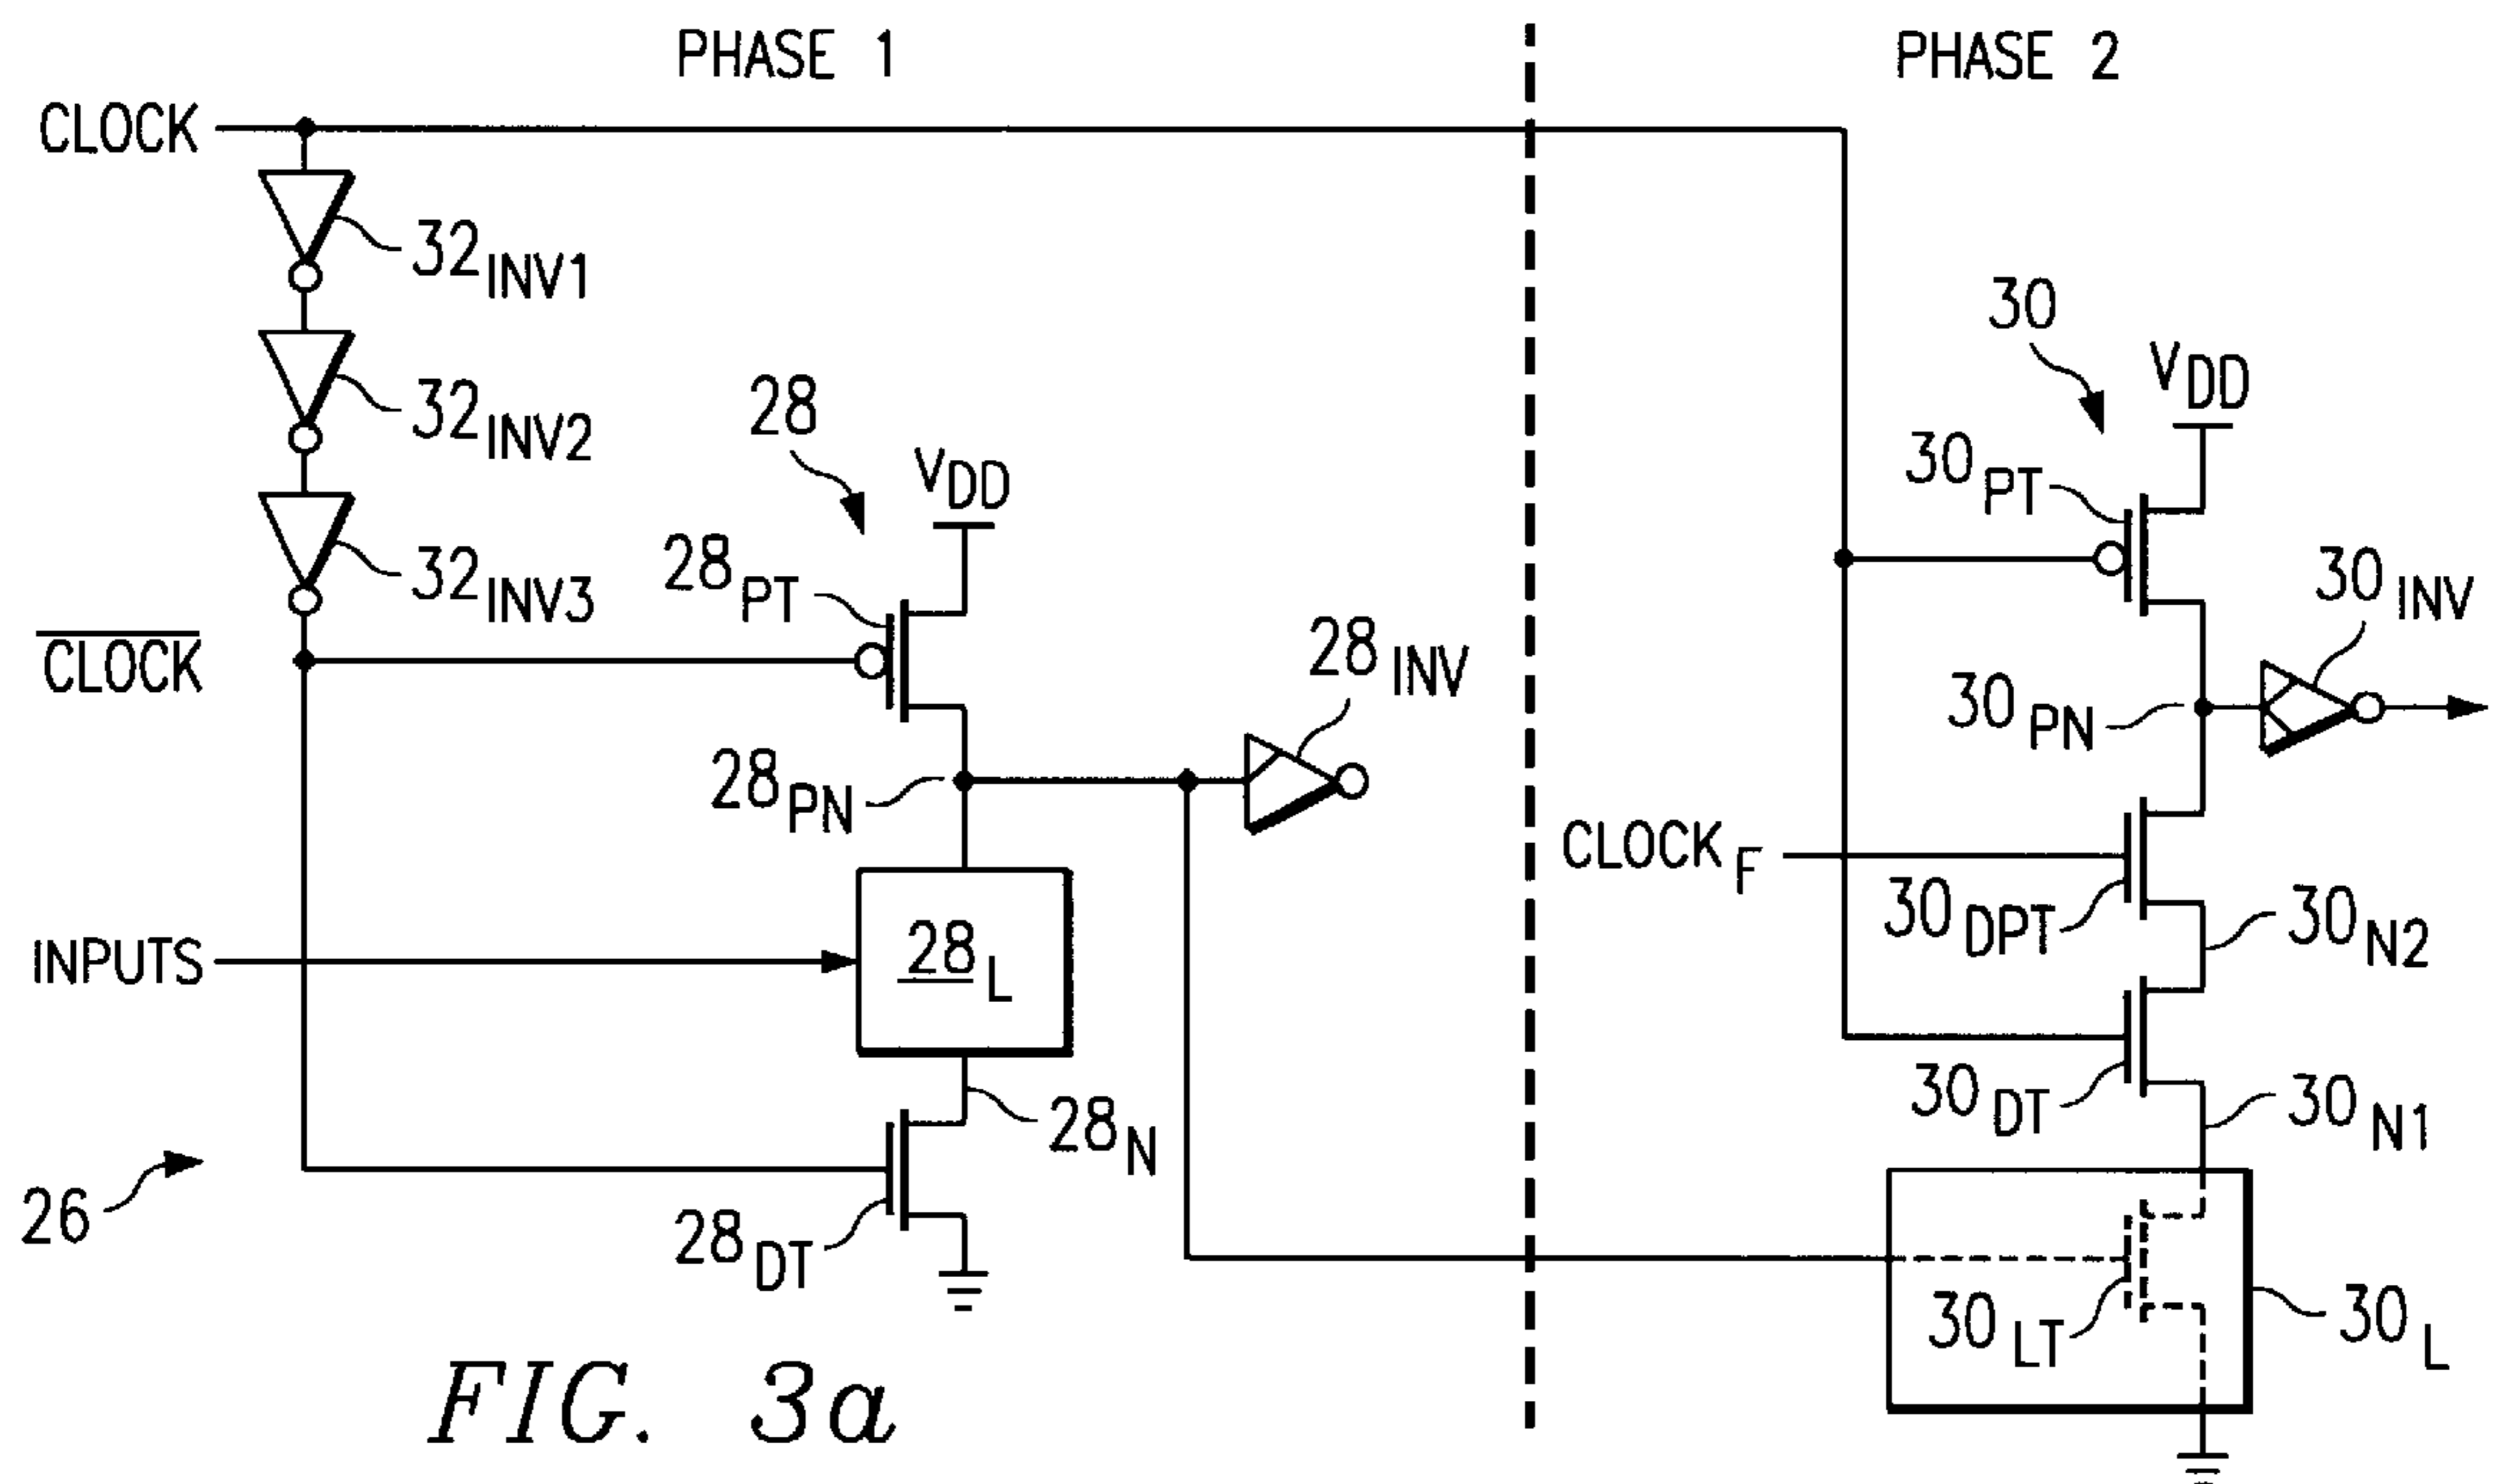 PHASE 1
PHASE 2
CLOCK
32INV1
32INV2
32INV3
CLOCK
28
VDD
28PT
28INV
28PN
INPUTS
28L
28N
28DT
26
30
VDD
30PT
30INV
30PN
CLOCKF
30DPT
30N2
30DT
30N1
30LT
30L
FIG. 3a